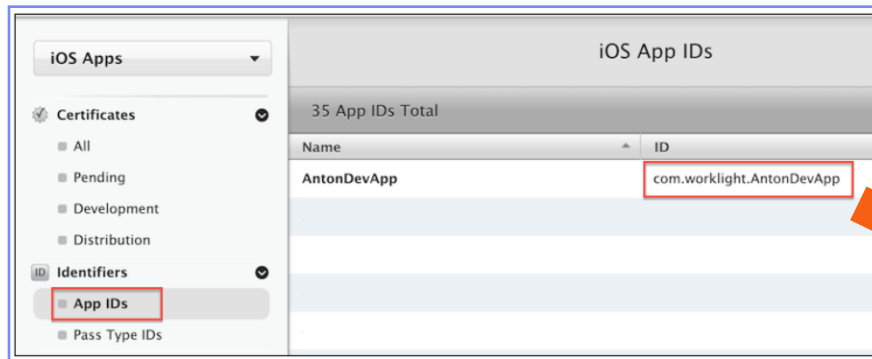 iOS Apps
Certificates
All
Pending
Development
Distribution
ID Identifiers
App IDs
Pass Type IDs
iOS App IDs
35 App IDs Total
Name ID
AntonDevApp com.worklight.AntonDevApp